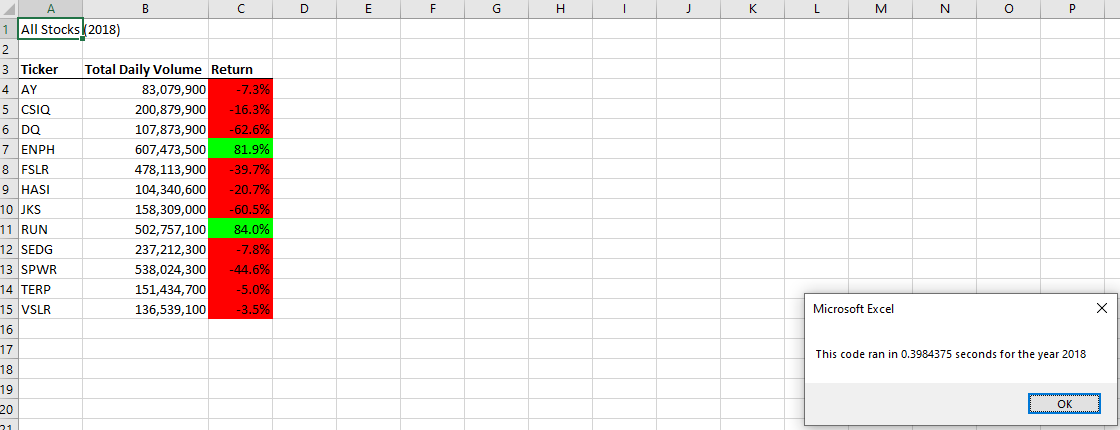 A B C D E F G H I J K L M N O P
1 All Stocks (2018)
2
3 Ticker Total Daily Volume Return
4 AY 83,079,900 -7.3%
5 CSIQ 200,879,900 -16.3%
6 DQ 107,873,900 -62.6%
7 ENPH 607,473,500 81.9%
8 FSLR 478,113,900 -39.7%
9 HASI 104,340,600 -20.7%
10 JKS 158,309,000 -60.5%
11 RUN 502,757,100 84.0%
12 SEDG 237,212,300 -7.8%
13 SPWR 538,024,300 -44.6%
14 TERP 151,434,700 -5.0%
15 VSLR 136,539,100 -3.5%
16
17
18
19
20
21
Microsoft Excel
This code ran in 0.3984375 seconds for the year 2018
OK